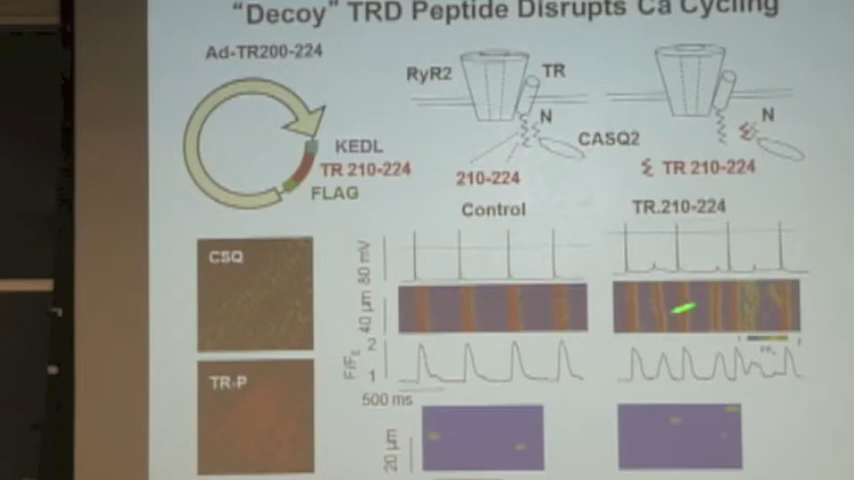 “Decoy” TRD Peptide Disrupts Ca Cycling
Ad-TR200-224
KEDL
TR 210-224
FLAG
RyR2
TR
N
CASQ2
210-224
N
TR 210-224
Control
TR.210-224
CSQ
TR-P
80 mV
40 µm
F/F₀
2
1
500 ms
20 µm
1
F/F₀